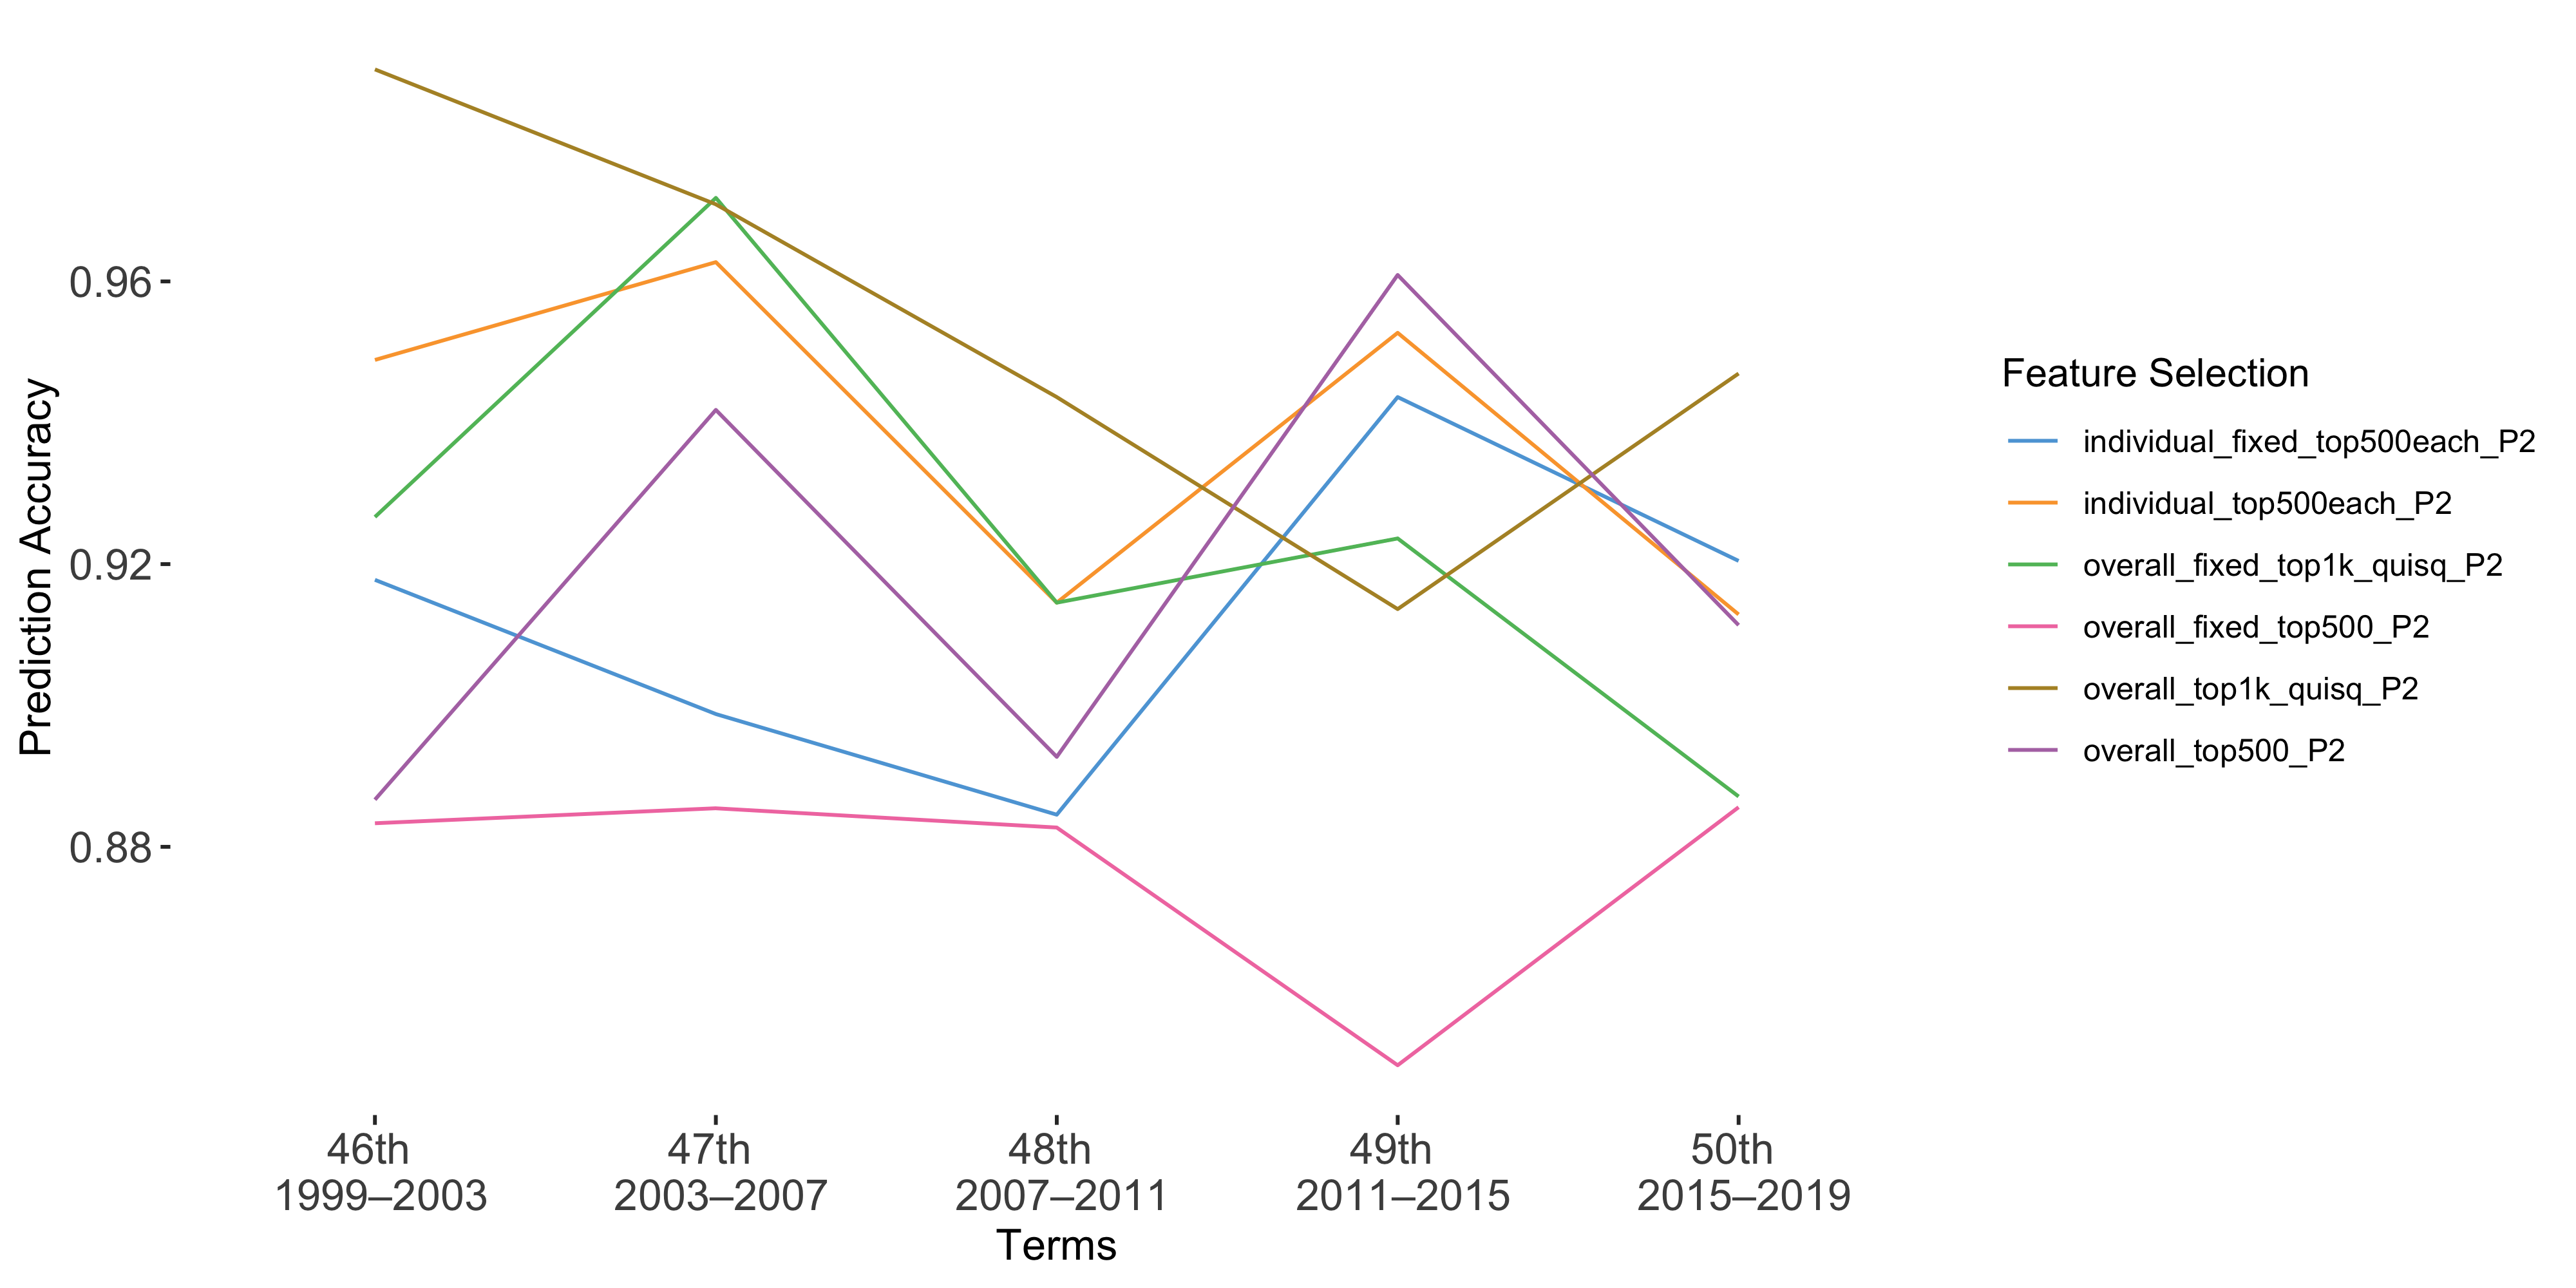 Prediction Accuracy
0.96
0.92
0.88
46th
1999–2003
47th
2003–2007
48th
2007–2011
49th
2011–2015
50th
2015–2019
Terms
Feature Selection
individual_fixed_top500each_P2
individual_top500each_P2
overall_fixed_top1k_quisq_P2
overall_fixed_top500_P2
overall_top1k_quisq_P2
overall_top500_P2